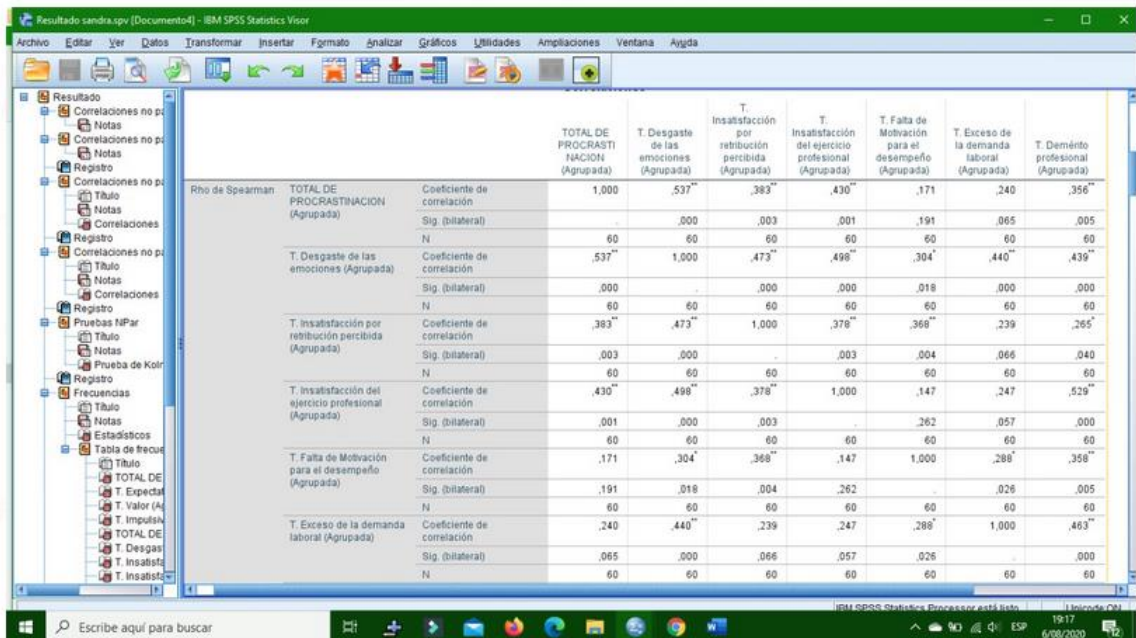 Resultado sandra.spv [Documento4] - IBM SPSS Statistics Visor
Archivo Editar Ver Datos Transformar Insertar Formato Analizar Gráficos Utilidades Ampliaciones Ventana Ayuda
Resultado
Correlaciones no pa
Notas
Correlaciones no pa
Notas
Registro
Correlaciones no pa
Título
Notas
Correlaciones
Registro
Correlaciones no pa
Título
Notas
Correlaciones
Registro
Pruebas NPar
Título
Notas
Prueba de Kolr
Registro
Frecuencias
Título
Notas
Estadísticos
Tabla de frecue
Título
TOTAL DE
T. Expectat
T. Valor (Ag
T. Impulsiv
TOTAL DE
T. Desgas
T. Insatisfa
T. Insatisfa
TOTAL DE PROCRASTI NACION (Agrupada)
T. Desgaste de las emociones (Agrupada)
T. Insatisfacción por retribución percibida (Agrupada)
T. Insatisfacción del ejercicio profesional (Agrupada)
T. Falta de Motivación para el desempeño (Agrupada)
T. Exceso de la demanda laboral (Agrupada)
T. Demérito profesional (Agrupada)
Rho de Spearman TOTAL DE PROCRASTINACION (Agrupada) Coeficiente de correlación 1,000 ,537** ,383** ,430** ,171 ,240 ,356**
Sig. (bilateral) . ,000 ,003 ,001 ,191 ,065 ,005
N 60 60 60 60 60 60 60
T. Desgaste de las emociones (Agrupada) Coeficiente de correlación ,537** 1,000 ,473** ,498** ,304* ,440** ,439**
Sig. (bilateral) ,000 . ,000 ,000 ,018 ,000 ,000
N 60 60 60 60 60 60 60
T. Insatisfacción por retribución percibida (Agrupada) Coeficiente de correlación ,383** ,473** 1,000 ,378** ,368** ,239 ,265*
Sig. (bilateral) ,003 ,000 . ,003 ,004 ,066 ,040
N 60 60 60 60 60 60 60
T. Insatisfacción del ejercicio profesional (Agrupada) Coeficiente de correlación ,430** ,498** ,378** 1,000 ,147 ,247 ,529**
Sig. (bilateral) ,001 ,000 ,003 . ,262 ,057 ,000
N 60 60 60 60 60 60 60
T. Falta de Motivación para el desempeño (Agrupada) Coeficiente de correlación ,171 ,304* ,368** ,147 1,000 ,288* ,358**
Sig. (bilateral) ,191 ,018 ,004 ,262 . ,026 ,005
N 60 60 60 60 60 60 60
T. Exceso de la demanda laboral (Agrupada) Coeficiente de correlación ,240 ,440** ,239 ,247 ,288* 1,000 ,463**
Sig. (bilateral) ,065 ,000 ,066 ,057 ,026 . ,000
N 60 60 60 60 60 60 60
IBM SPSS Statistics Processor está listo Unicode:ON
Escribe aquí para buscar
ESP
19:17
6/08/2020